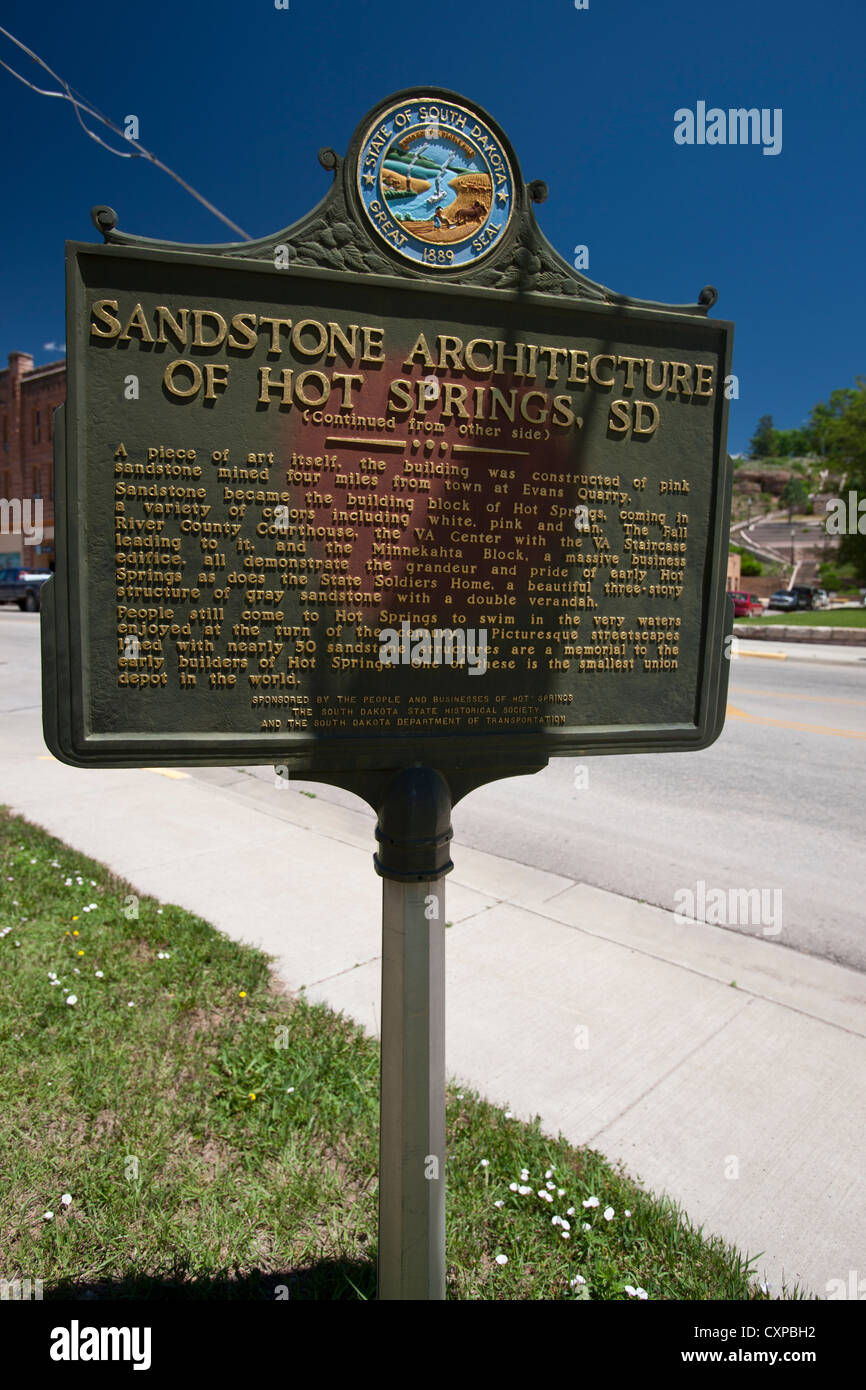 STATE OF SOUTH DAKOTA
GREAT SEAL
1889
SANDSTONE ARCHITECTURE
OF HOT SPRINGS, SD
(Continued from other side)
A piece of art itself, the building was constructed of pink
sandstone mined four miles from town at Evans Quarry.
Sandstone became the building block of Hot Springs, coming in
a variety of colors including white, pink and tan. The Fall
River County Courthouse, the VA Center with the VA Staircase
leading to it, and the Minnekahta Block, a massive business
edifice, all demonstrate the grandeur and pride of early Hot
Springs as does the State Soldiers Home, a beautiful three-story
structure of gray sandstone with a double verandah.
People still come to Hot Springs to swim in the very waters
enjoyed at the turn of the century. Picturesque streetscapes
lined with nearly 50 sandstone structures are a memorial to the
early builders of Hot Springs. One of these is the smallest union
depot in the world.
SPONSORED BY THE PEOPLE AND BUSINESSES OF HOT SPRINGS
THE SOUTH DAKOTA STATE HISTORICAL SOCIETY
AND THE SOUTH DAKOTA DEPARTMENT OF TRANSPORTATION
alamy
alamy
Image ID: CXPBH2
www.alamy.com